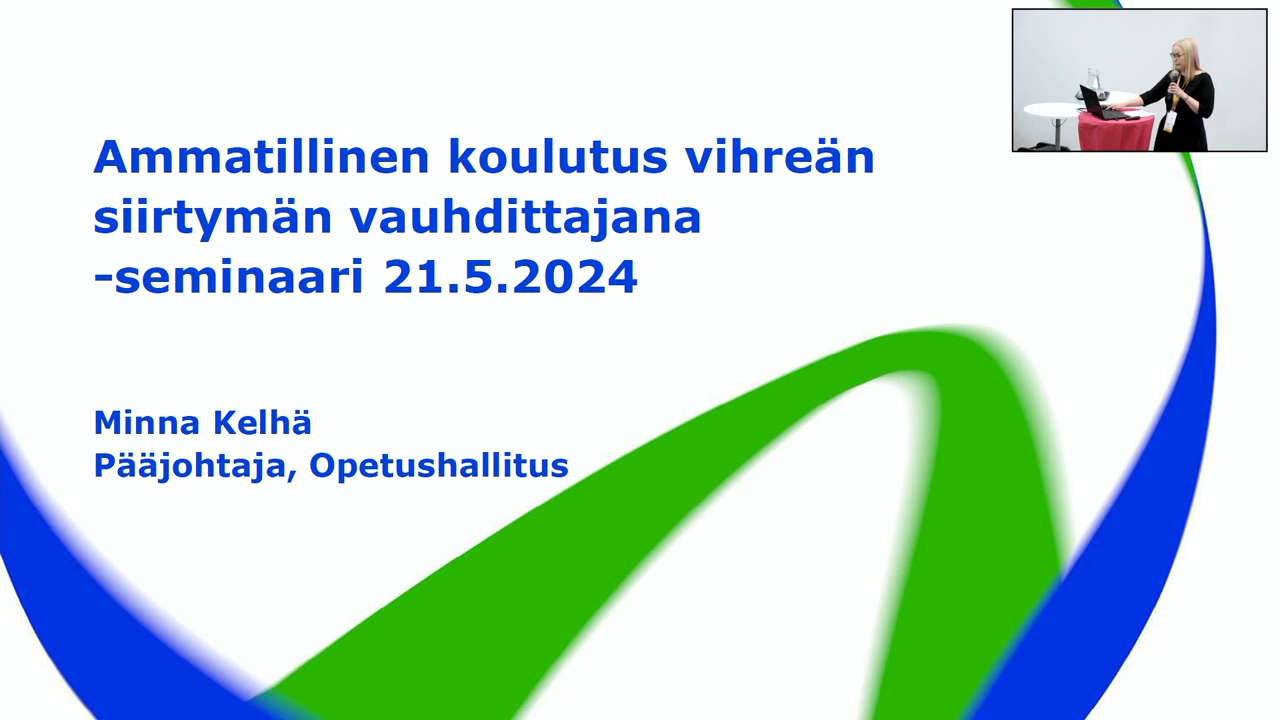 Ammatillinen koulutus vihreän
siirtymän vauhdittajana
-seminaari 21.5.2024
Minna Kelhä
Pääjohtaja, Opetushallitus